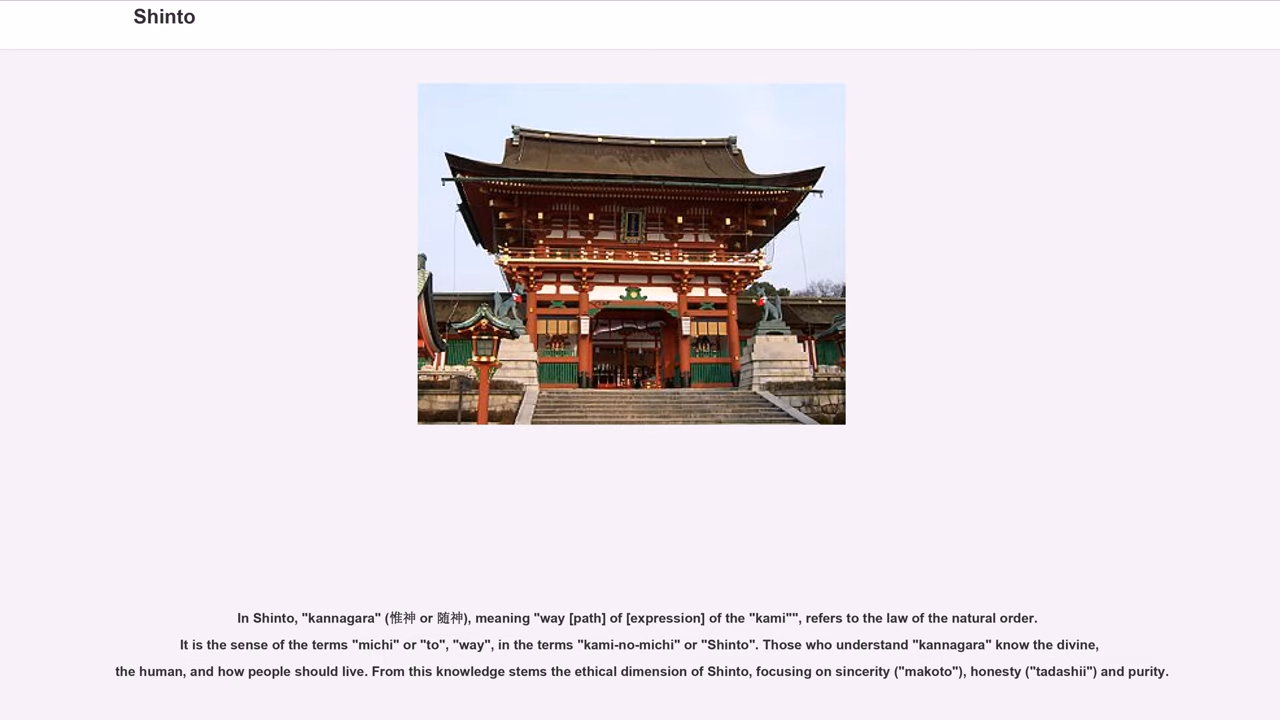 Shinto
In Shinto, "kannagara" (惟神 or 随神), meaning "way [path] of [expression] of the "kami"", refers to the law of the natural order.
It is the sense of the terms "michi" or "to", "way", in the terms "kami-no-michi" or "Shinto". Those who understand "kannagara" know the divine,
the human, and how people should live. From this knowledge stems the ethical dimension of Shinto, focusing on sincerity ("makoto"), honesty ("tadashii") and purity.